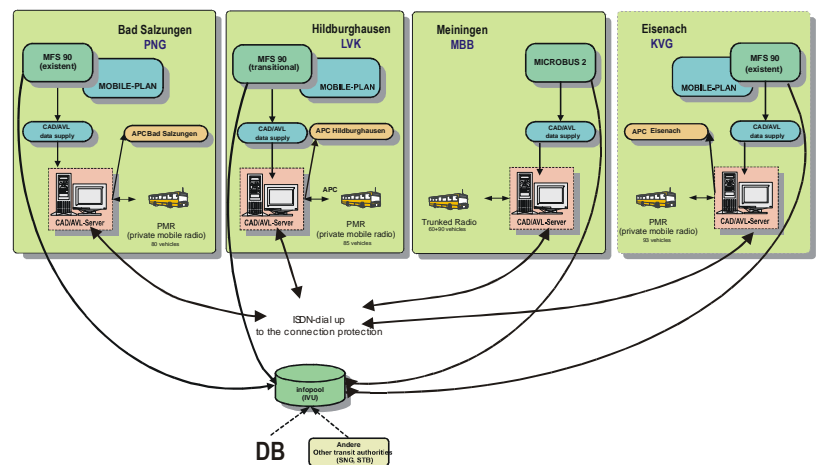 Bad Salzungen
PNG
MFS 90
(existent)
MOBILE-PLAN
CAD/AVL
data supply
APC Bad Salzungen
CAD/AVL-Server
PMR
(private mobile radio)
80 vehicles
Hildburghausen
LVK
MFS 90
(transitional)
MOBILE-PLAN
CAD/AVL
data supply
APC Hildburghausen
APC
CAD/AVL-Server
PMR
(private mobile radio)
85 vehicles
Meiningen
MBB
MICROBUS 2
CAD/AVL
data supply
Trunked Radio
60+90 vehicles
CAD/AVL-Server
Eisenach
KVG
MFS 90
(existent)
MOBILE-PLAN
APC Eisenach
CAD/AVL
data supply
PMR
(private mobile radio)
93 vehicles
CAD/AVL-Server
ISDN-dial up
to the connection protection
infopool
(IVU)
DB
Andere
Other transit authorities
(SNG, STB)